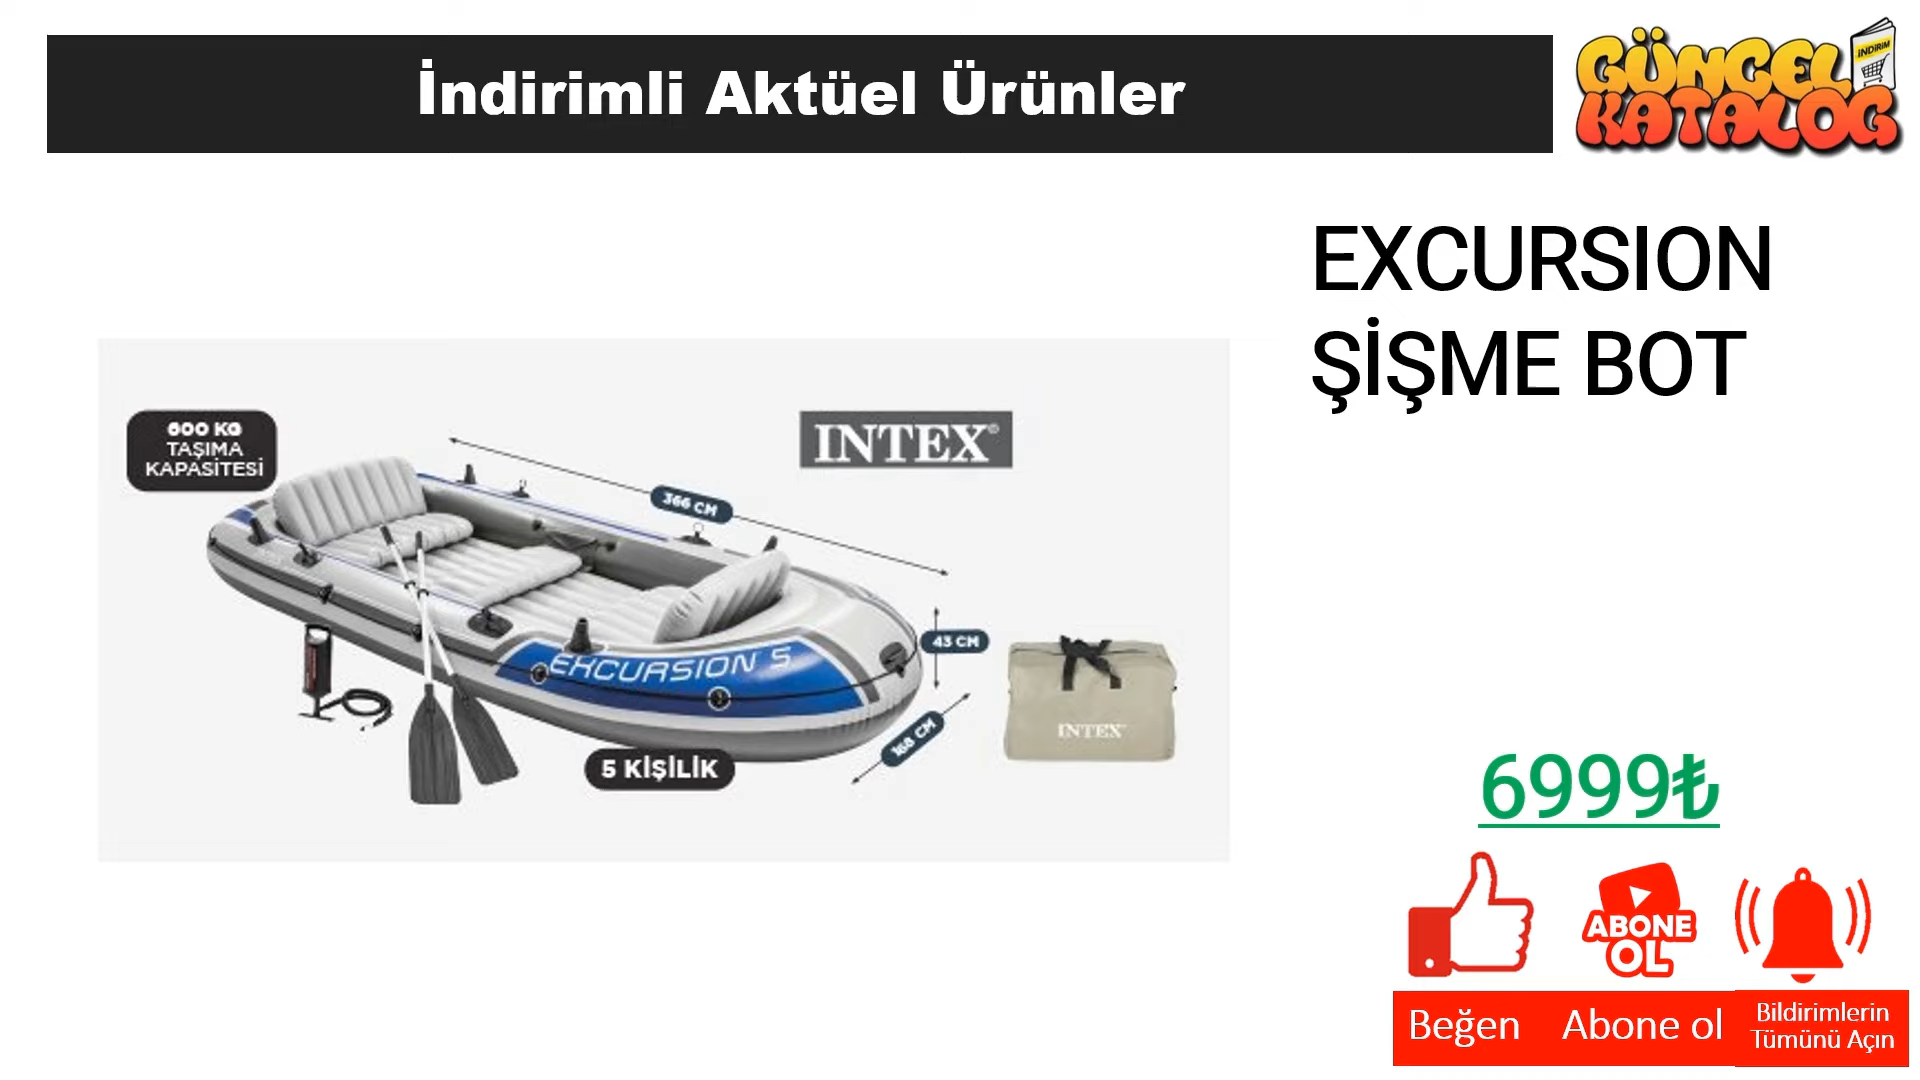 İndirimli Aktüel Ürünler
GÜNCEL
KATALOG
İNDİRİM
EXCURSION
ŞİŞME BOT
600 KG
TAŞIMA
KAPASİTESİ
INTEX®
366 CM
43 CM
EXCURSION 5
168 CM
INTEX
5 KİŞİLİK
6999₺
ABONE
OL
Beğen
Abone ol
Bildirimlerin
Tümünü Açın